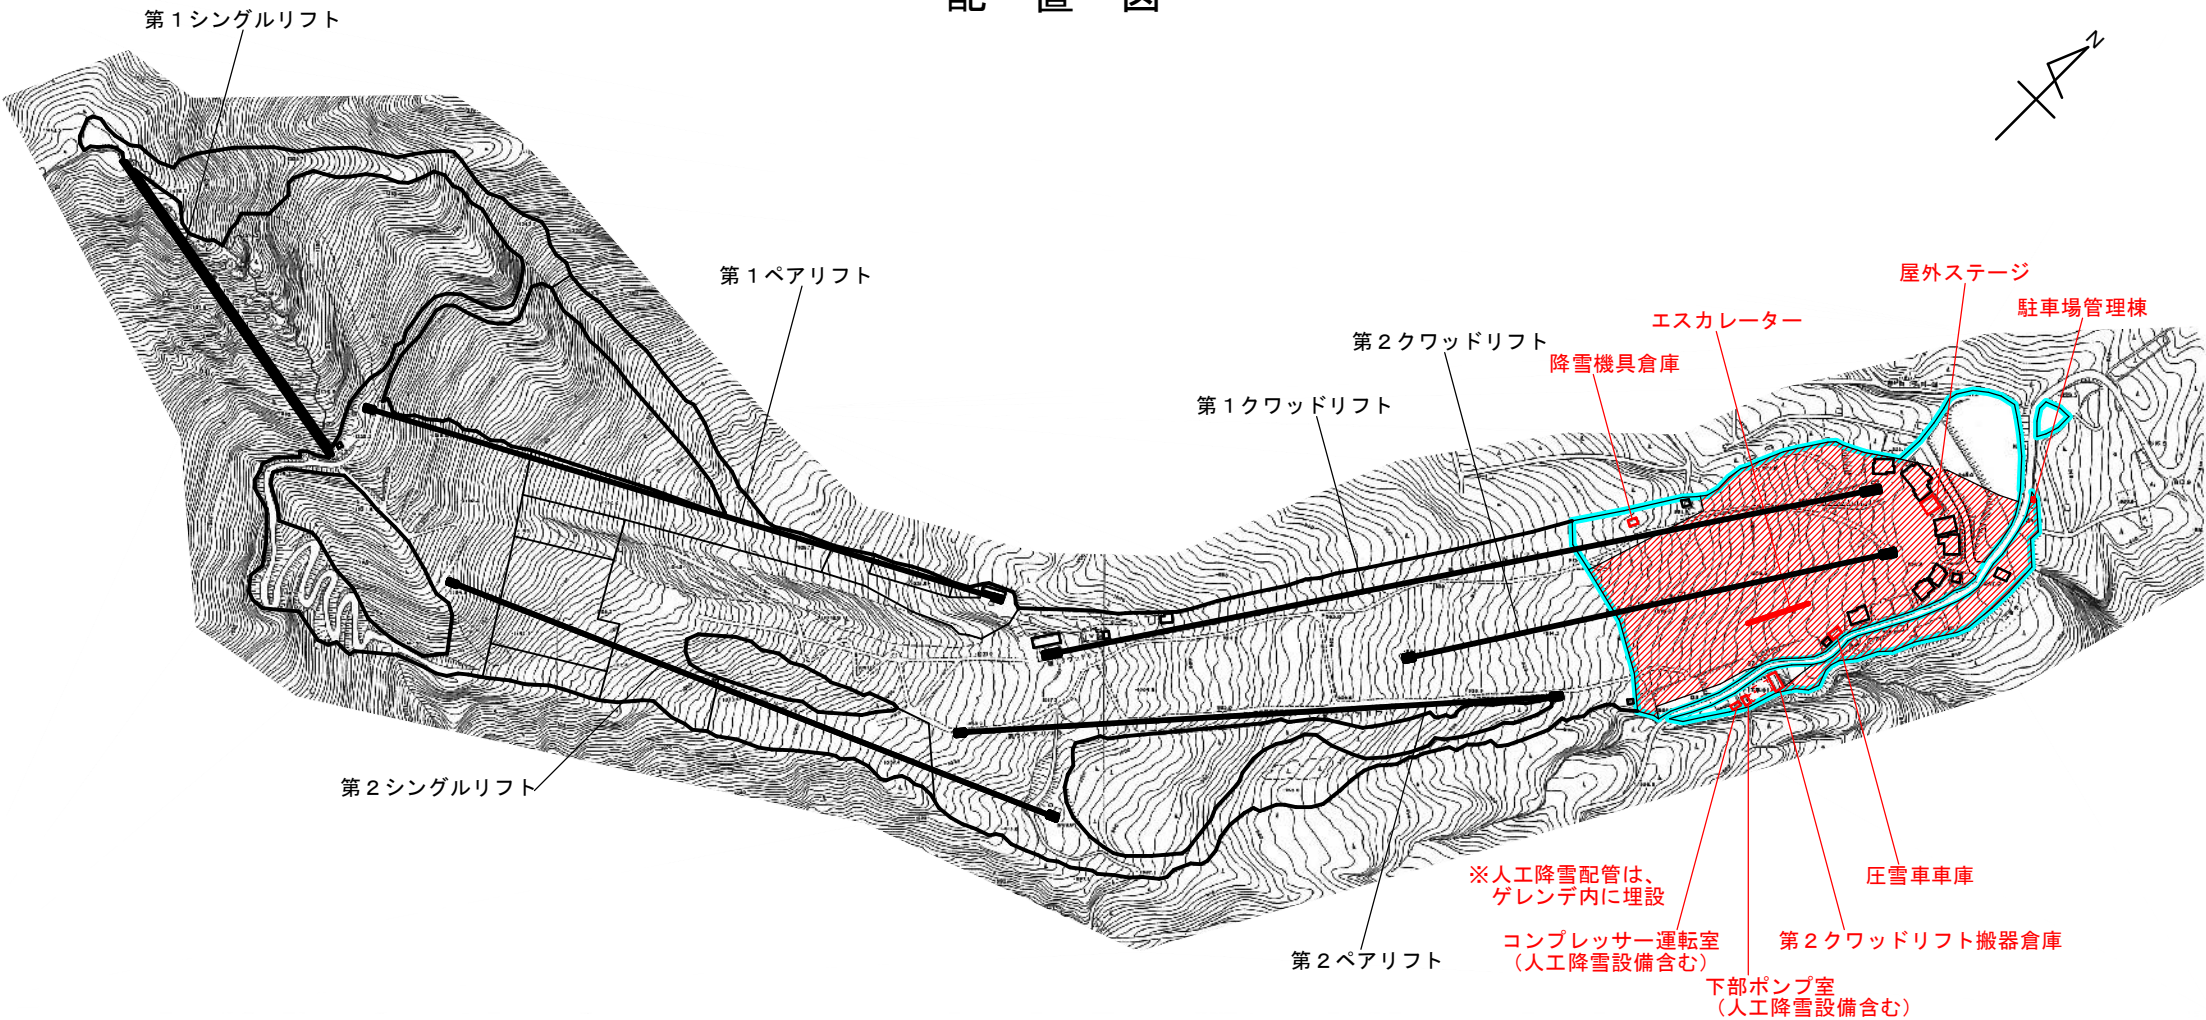 配 置 図
第1シングルリフト
N
第1ペアリフト
屋外ステージ
駐車場管理棟
エスカレーター
第2クワッドリフト
降雪機具倉庫
第1クワッドリフト
第2シングルリフト
※人工降雪配管は、
ゲレンデ内に埋設
圧雪車車庫
コンプレッサー運転室
（人工降雪設備含む）
第2クワッドリフト搬器倉庫
第2ペアリフト
下部ポンプ室
（人工降雪設備含む）